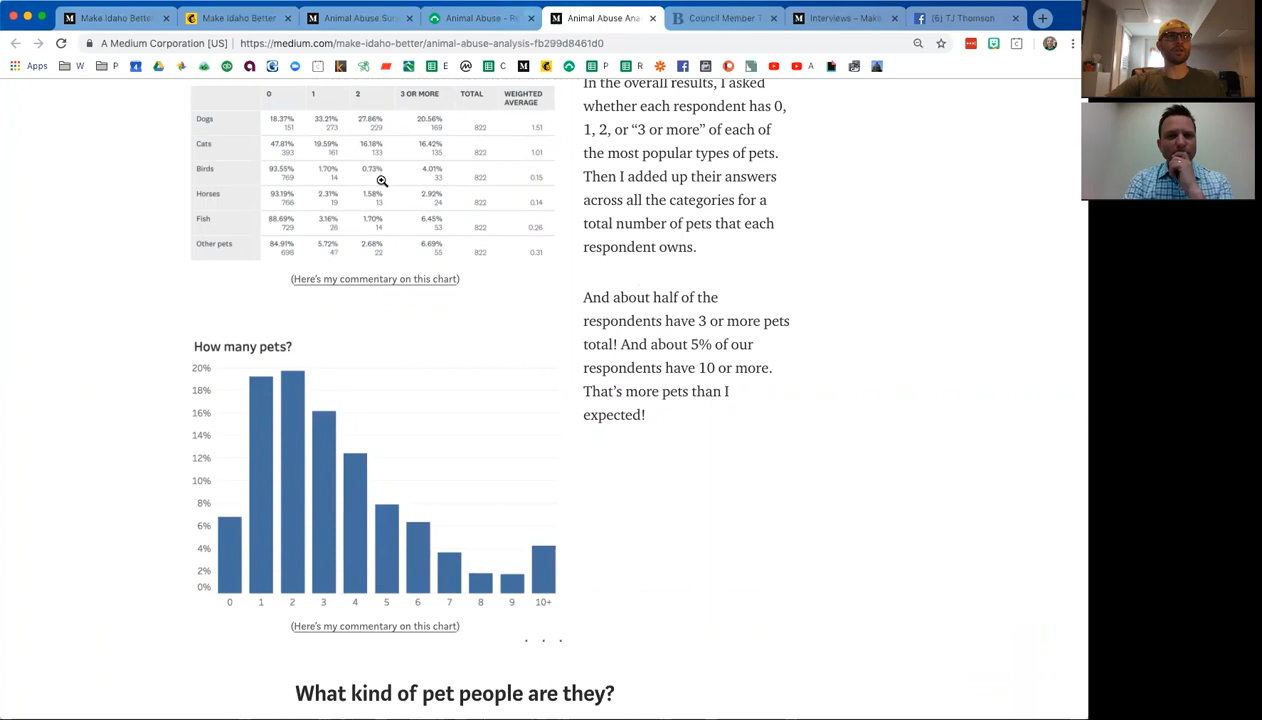 Make Idaho Better
Make Idaho Better
Animal Abuse Sur
Animal Abuse - R
Animal Abuse Ana
Council Member T
Interviews – Make
(6) TJ Thomson
A Medium Corporation [US] | https://medium.com/make-idaho-better/animal-abuse-analysis-fb299d8461d0
Apps W P E C P R A
0 1 2 3 OR MORE TOTAL WEIGHTED AVERAGE
Dogs 18.37% 33.21% 27.86% 20.56%
151 273 229 169 822 1.51
Cats 47.81% 19.59% 16.18% 16.42%
393 161 133 135 822 1.01
Birds 93.55% 1.70% 0.73% 4.01%
769 14 33 822 0.15
Horses 93.19% 2.31% 1.58% 2.92%
766 19 13 24 822 0.14
Fish 88.69% 3.16% 1.70% 6.45%
729 26 14 53 822 0.26
Other pets 84.91% 5.72% 2.68% 6.69%
698 47 22 55 822 0.31
(Here's my commentary on this chart)
In the overall results, I asked
whether each respondent has 0,
1, 2, or “3 or more” of each of
the most popular types of pets.
Then I added up their answers
across all the categories for a
total number of pets that each
respondent owns.
And about half of the
respondents have 3 or more pets
total! And about 5% of our
respondents have 10 or more.
That’s more pets than I
expected!
How many pets?
20%
18%
16%
14%
12%
10%
8%
6%
4%
2%
0%
0 1 2 3 4 5 6 7 8 9 10+
(Here's my commentary on this chart)
. . .
What kind of pet people are they?